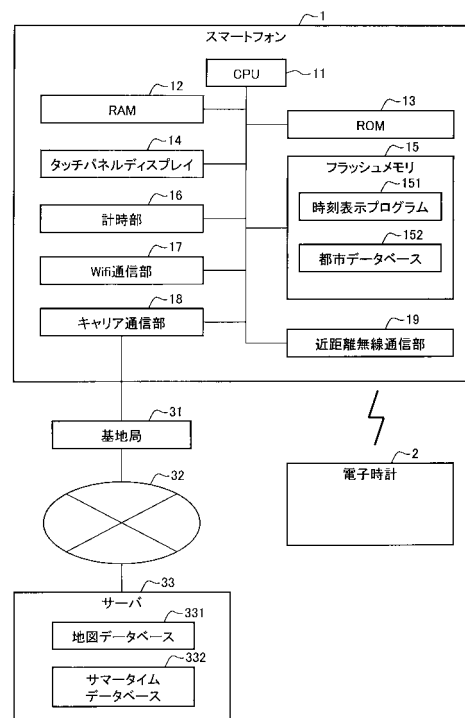 1
スマートフォン
CPU
11
12
RAM
13
ROM
14
タッチパネルディスプレイ
15
フラッシュメモリ
151
時刻表示プログラム
152
都市データベース
16
計時部
17
Wifi通信部
18
キャリア通信部
19
近距離無線通信部
31
基地局
32
2
電子時計
33
サーバ
331
地図データベース
332
サマータイム
データベース